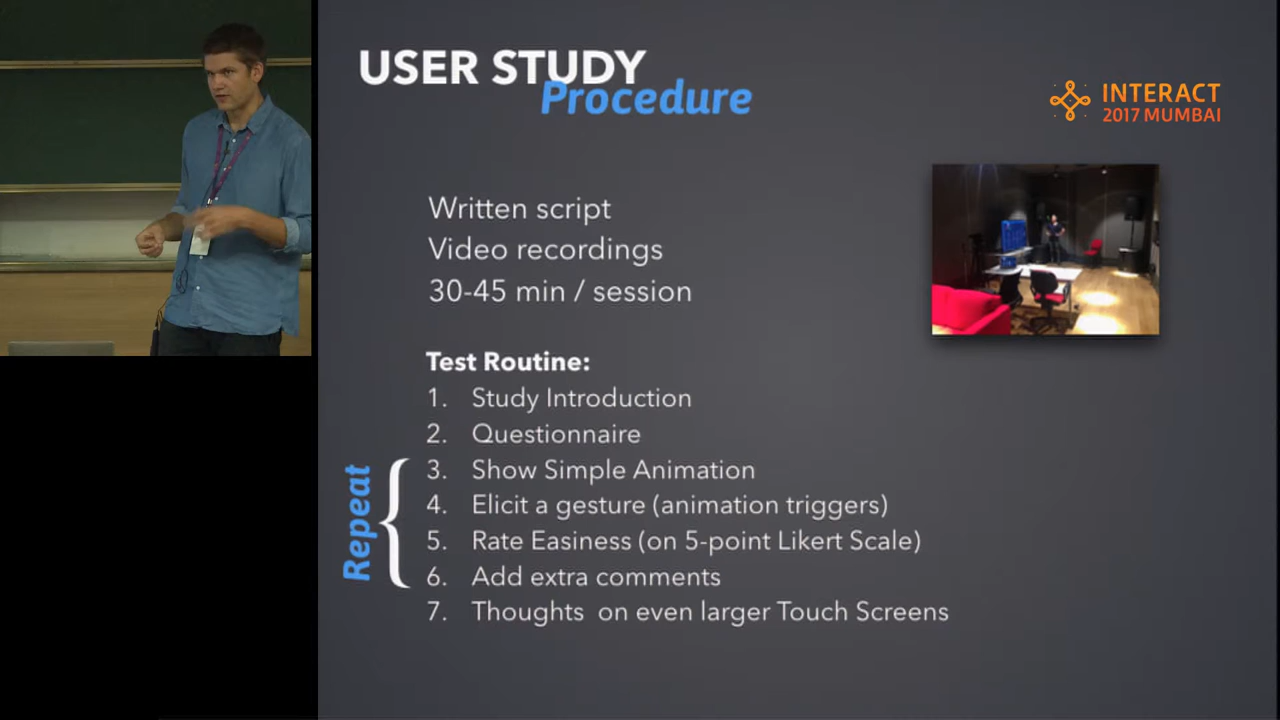 USER STUDY
Procedure
INTERACT
2017 MUMBAI
Written script
Video recordings
30-45 min / session
Test Routine:
1. Study Introduction
2. Questionnaire
3. Show Simple Animation
4. Elicit a gesture (animation triggers)
5. Rate Easiness (on 5-point Likert Scale)
6. Add extra comments
7. Thoughts on even larger Touch Screens
Repeat